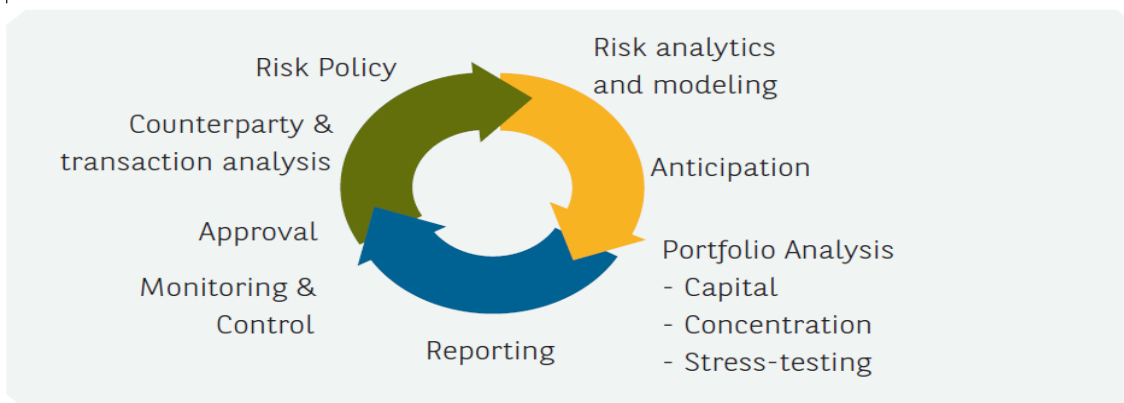 Risk Policy
Counterparty &
transaction analysis
Approval
Monitoring &
Control
Reporting
Risk analytics
and modeling
Anticipation
Portfolio Analysis
- Capital
- Concentration
- Stress-testing